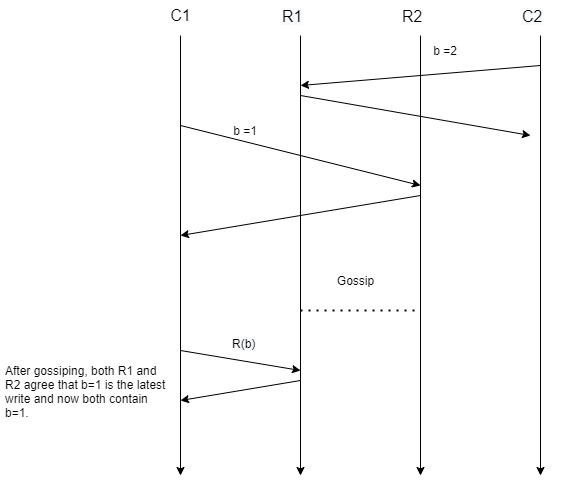 C1 R1 R2 C2
b =2
b =1
Gossip
R(b)
After gossiping, both R1 and
R2 agree that b=1 is the latest
write and now both contain
b=1.